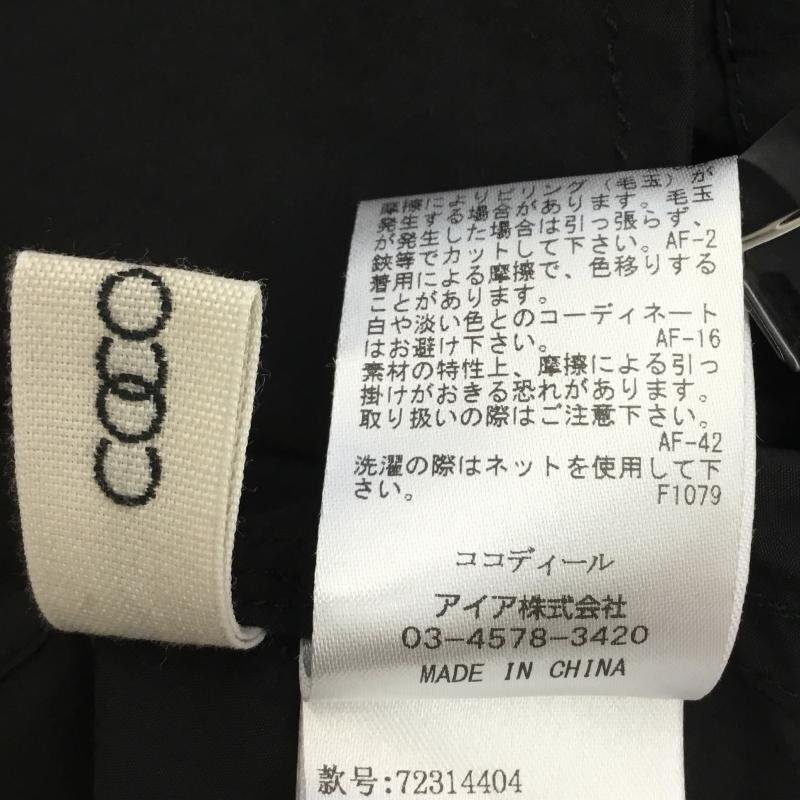 COCO
摩擦によりピリング(毛玉)が
発生する場合があります。毛玉
が発生した場合は引っ張らず、
鋏等でカットして下さい。AF-2
着用による摩擦で、色移りする
ことがあります。
白や淡い色とのコーディネート
はお避け下さい。 AF-16
素材の特性上、摩擦による引っ
掛けがおきる恐れがあります。
取り扱いの際はご注意下さい。
AF-42
洗濯の際はネットを使用して下
さい。 F1079
ココディール
アイア株式会社
03-4578-3420
MADE IN CHINA
款号:72314404